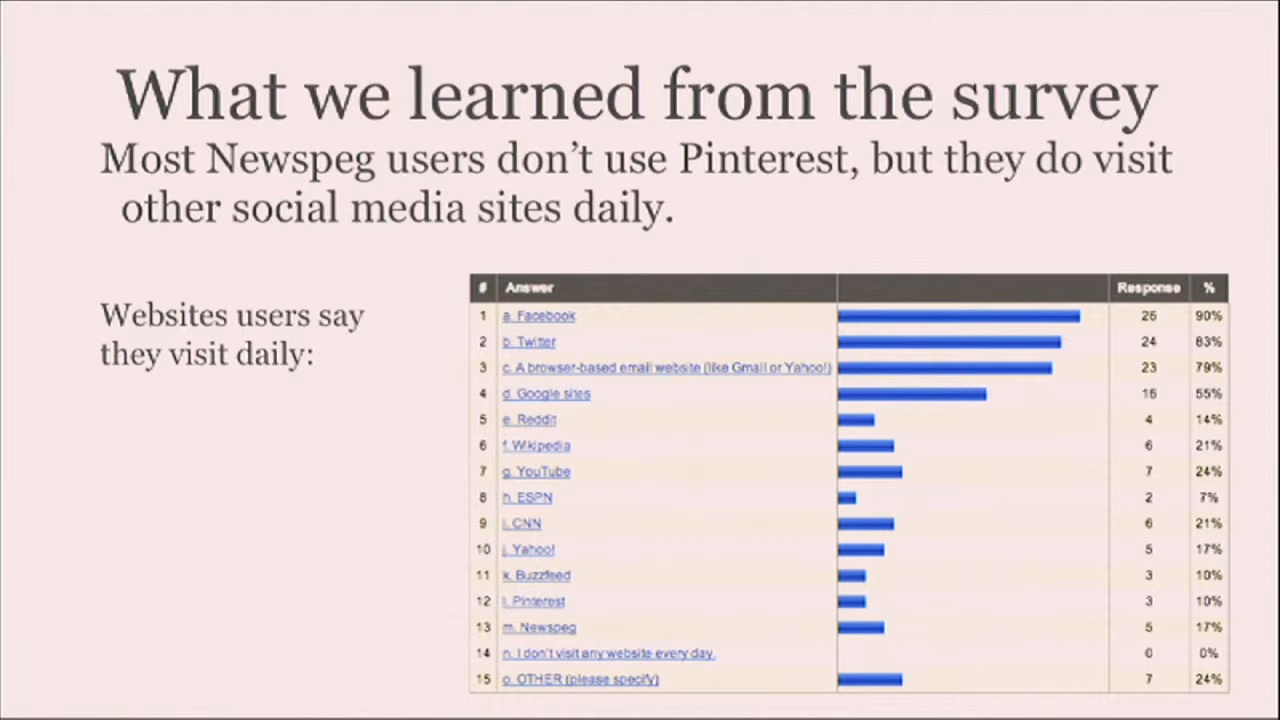 What we learned from the survey
Most Newspeg users don't use Pinterest, but they do visit
other social media sites daily.
Websites users say
they visit daily:
# Answer Response %
1 a. Facebook 26 90%
2 b. Twitter 24 83%
3 c. A browser-based email website (like Gmail or Yahoo!) 23 79%
4 d. Google sites 16 55%
5 e. Reddit 4 14%
6 f. Wikipedia 6 21%
7 g. YouTube 7 24%
8 h. ESPN 2 7%
9 i. CNN 6 21%
10 j. Yahoo! 5 17%
11 k. Buzzfeed 3 10%
12 l. Pinterest 3 10%
13 m. Newspeg 5 17%
14 n. I don't visit any website every day. 0 0%
15 o. OTHER (please specify) 7 24%